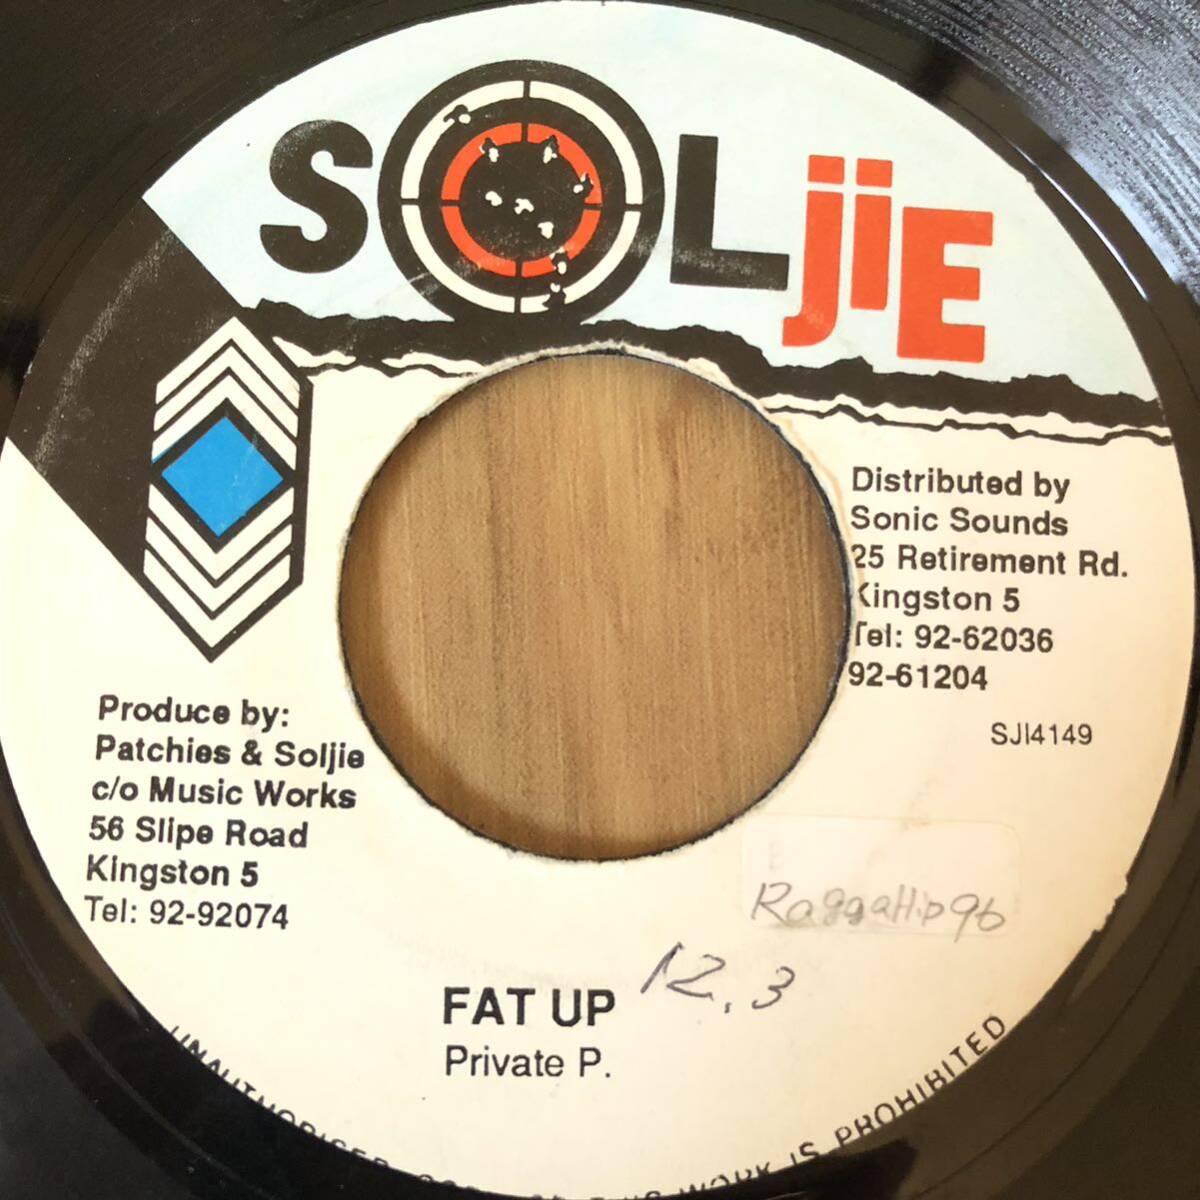 SOLjiE
Distributed by
Sonic Sounds
25 Retirement Rd.
Kingston 5
Tel: 92-62036
92-61204
SJI4149
Produce by:
Patchies & Soljie
c/o Music Works
56 Slipe Road
Kingston 5
Tel: 92-92074
RaggaHip96
12.3
FAT UP
Private P.
UNAUTHORISED WORK IS PROHIBITED